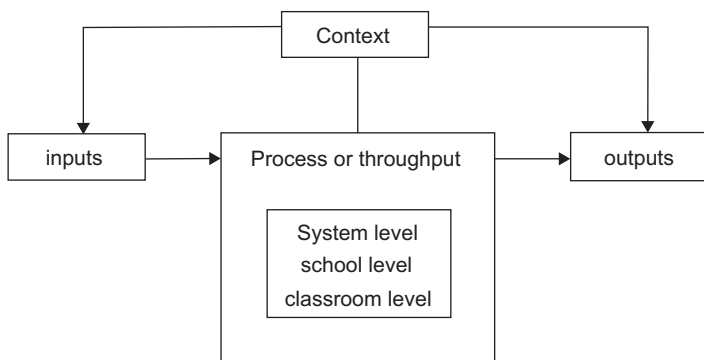 Context
inputs
Process or throughput
outputs
System level
school level
classroom level